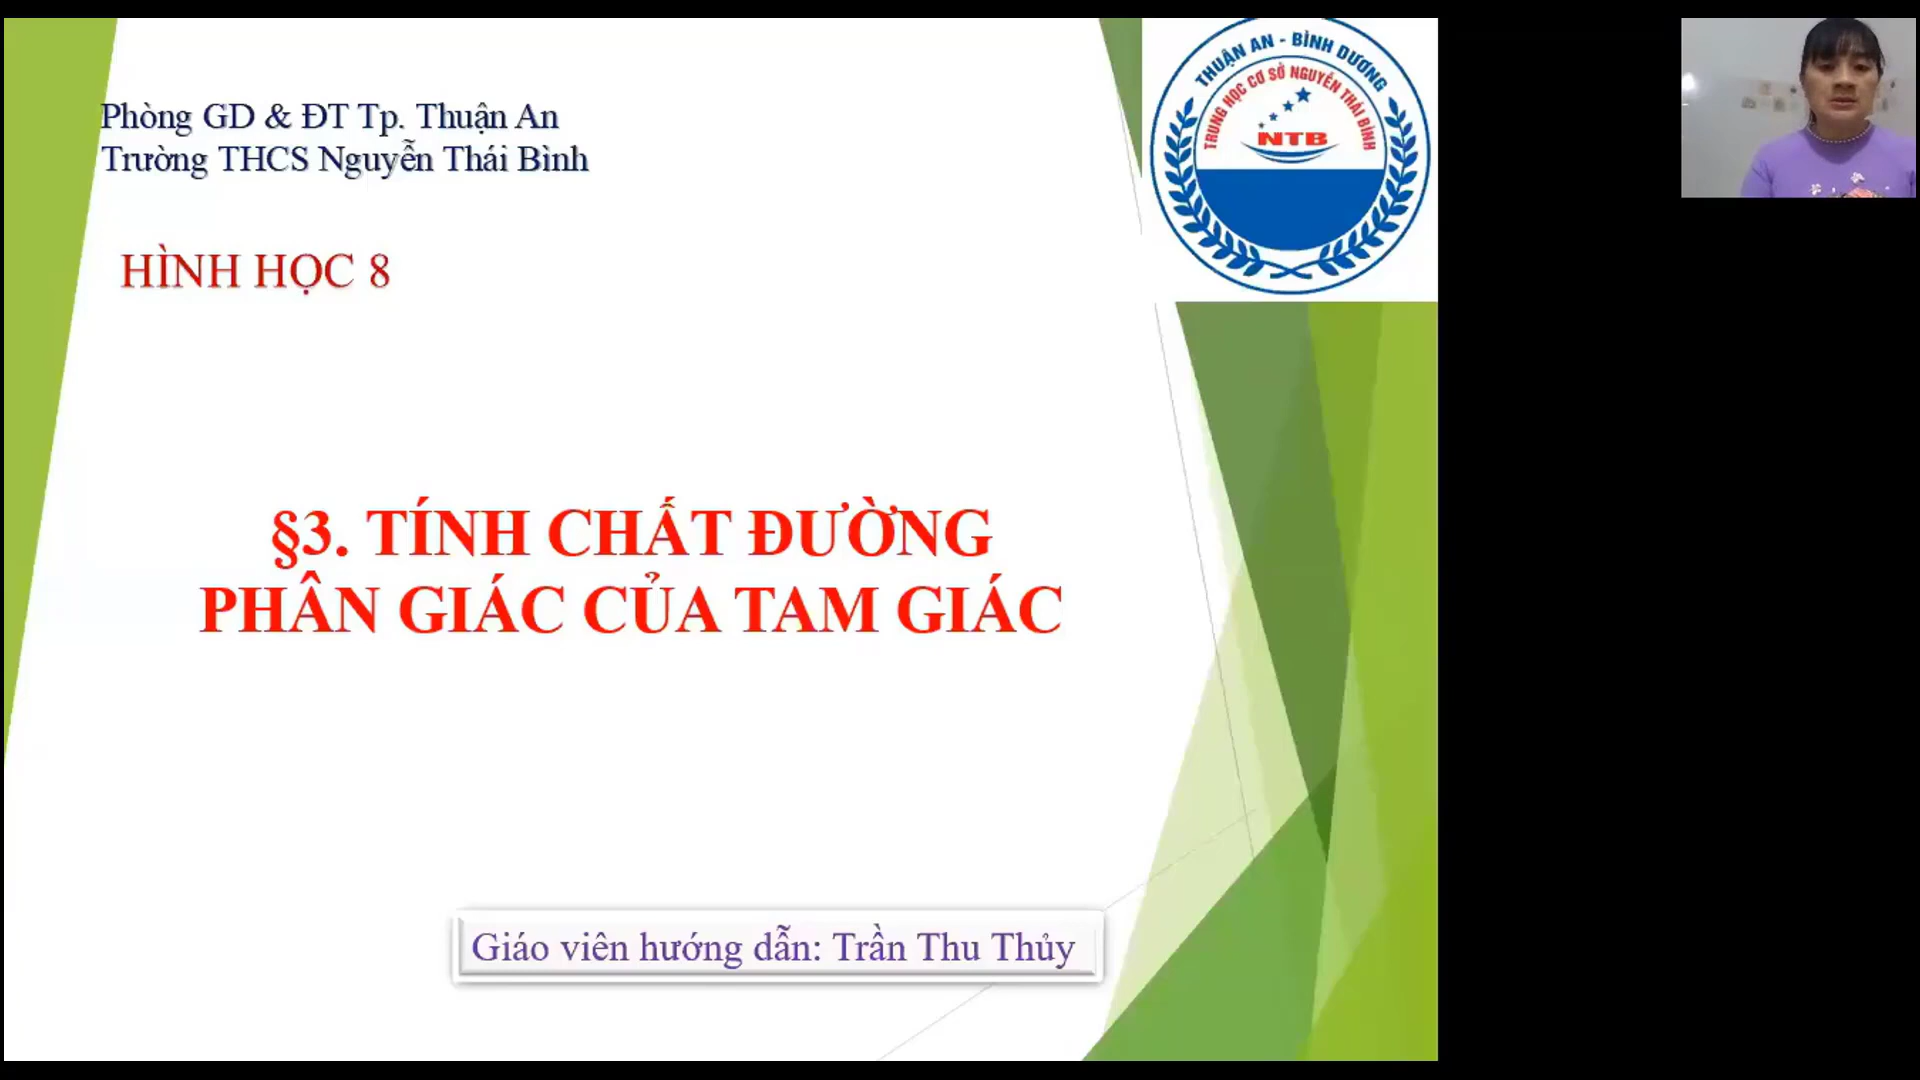 Phòng GD & ĐT Tp. Thuận An
Trường THCS Nguyễn Thái Bình
THUẬN AN - BÌNH DƯƠNG
TRUNG HỌC CƠ SỞ NGUYỄN THÁI BÌNH
NTB
HÌNH HỌC 8
§3. TÍNH CHẤT ĐƯỜNG
PHÂN GIÁC CỦA TAM GIÁC
Giáo viên hướng dẫn: Trần Thu Thủy